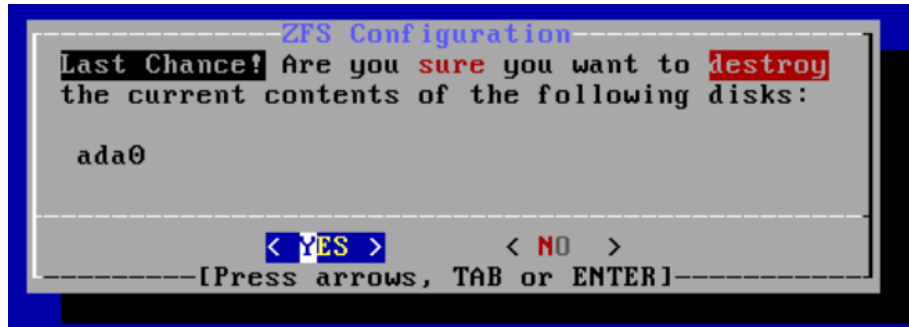 ZFS Configuration
Last Chance! Are you sure you want to destroy
the current contents of the following disks:
ada0
< YES > < NO >
[Press arrows, TAB or ENTER]